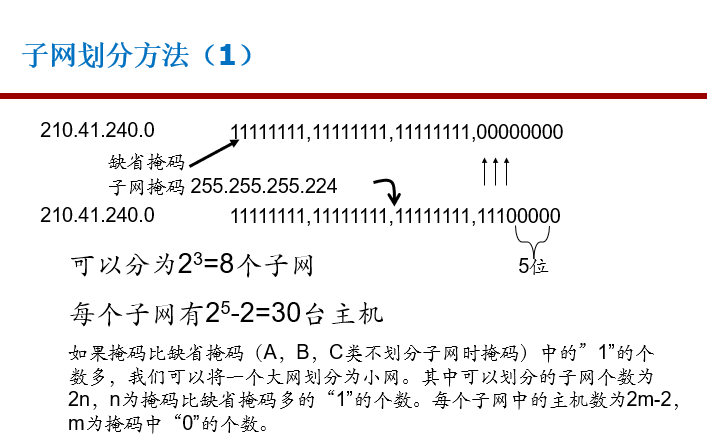 子网划分方法（1）
210.41.240.0 11111111,11111111,11111111,00000000
缺省掩码
子网掩码 255.255.255.224
210.41.240.0 11111111,11111111,11111111,11100000
5位
可以分为2³=8个子网
每个子网有2⁵-2=30台主机
如果掩码比缺省掩码（A，B，C类不划分子网时掩码）中的”1”的个
数多，我们可以将一个大网划分为小网。其中可以划分的子网个数为
2n，n为掩码比缺省掩码多的“1”的个数。每个子网中的主机数为2m-2，
m为掩码中“0”的个数。